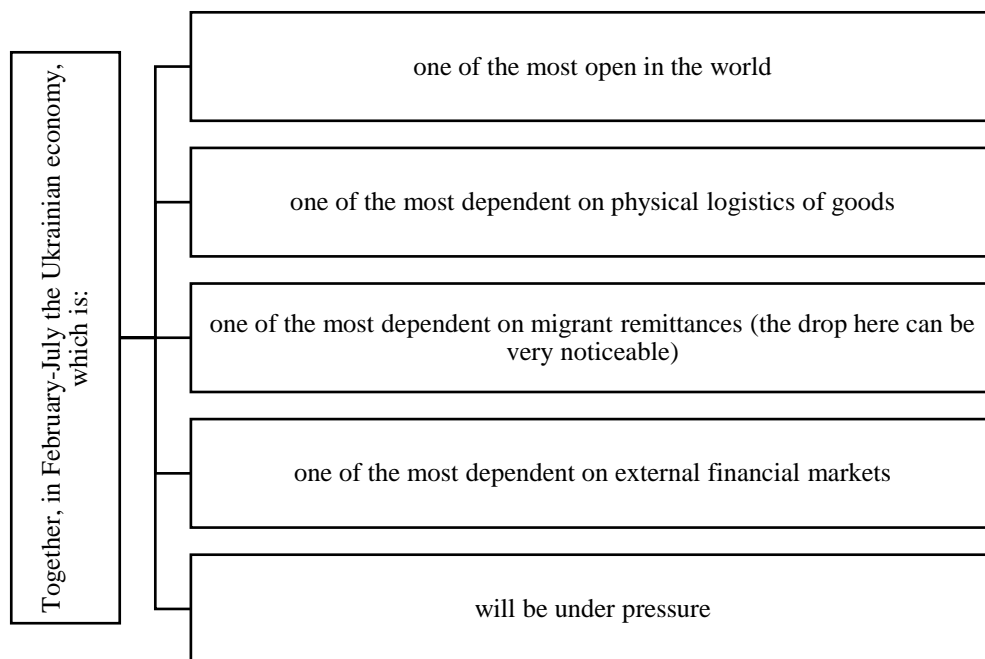 Together, in February-July the Ukrainian economy,
which is:
one of the most open in the world
one of the most dependent on physical logistics of goods
one of the most dependent on migrant remittances (the drop here can be
very noticeable)
one of the most dependent on external financial markets
will be under pressure